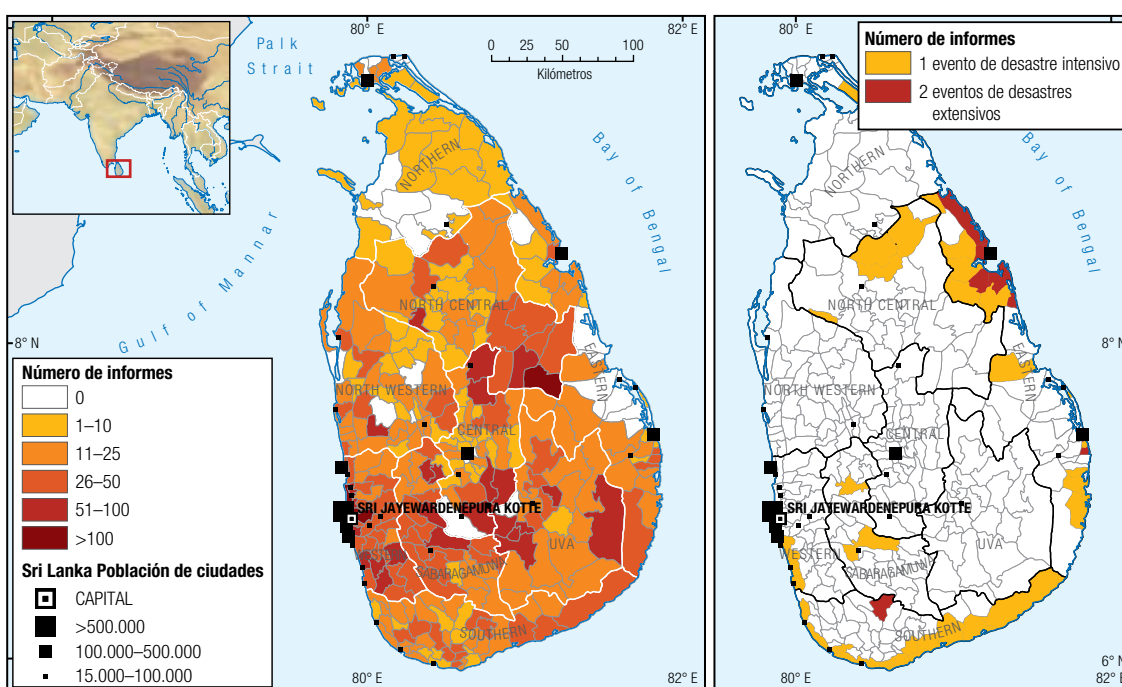 80° E
82° E
Palk
Strait
0 25 50 100
Kilómetros
Bay of Bengal
Gulf of Mannar
8° N
NORTHERN
NORTH CENTRAL
EASTERN
NORTH WESTERN
CENTRAL
SRI JAYEWARDENEPURA KOTTE
WESTERN
UVA
SABARAGAMUWA
SOUTHERN
Número de informes
0
1–10
11–25
26–50
51–100
>100
Sri Lanka Población de ciudades
CAPITAL
>500.000
100.000–500.000
15.000–100.000
80° E
82° E
80° E
Número de informes
1 evento de desastre intensivo
2 eventos de desastres
extensivos
Bay of Bengal
NORTHERN
NORTH CENTRAL
8° N
EASTERN
NORTH WESTERN
CENTRAL
SRI JAYEWARDENEPURA KOTTE
WESTERN
UVA
SABARAGAMUWA
SOUTHERN
6° N
80° E
82° E